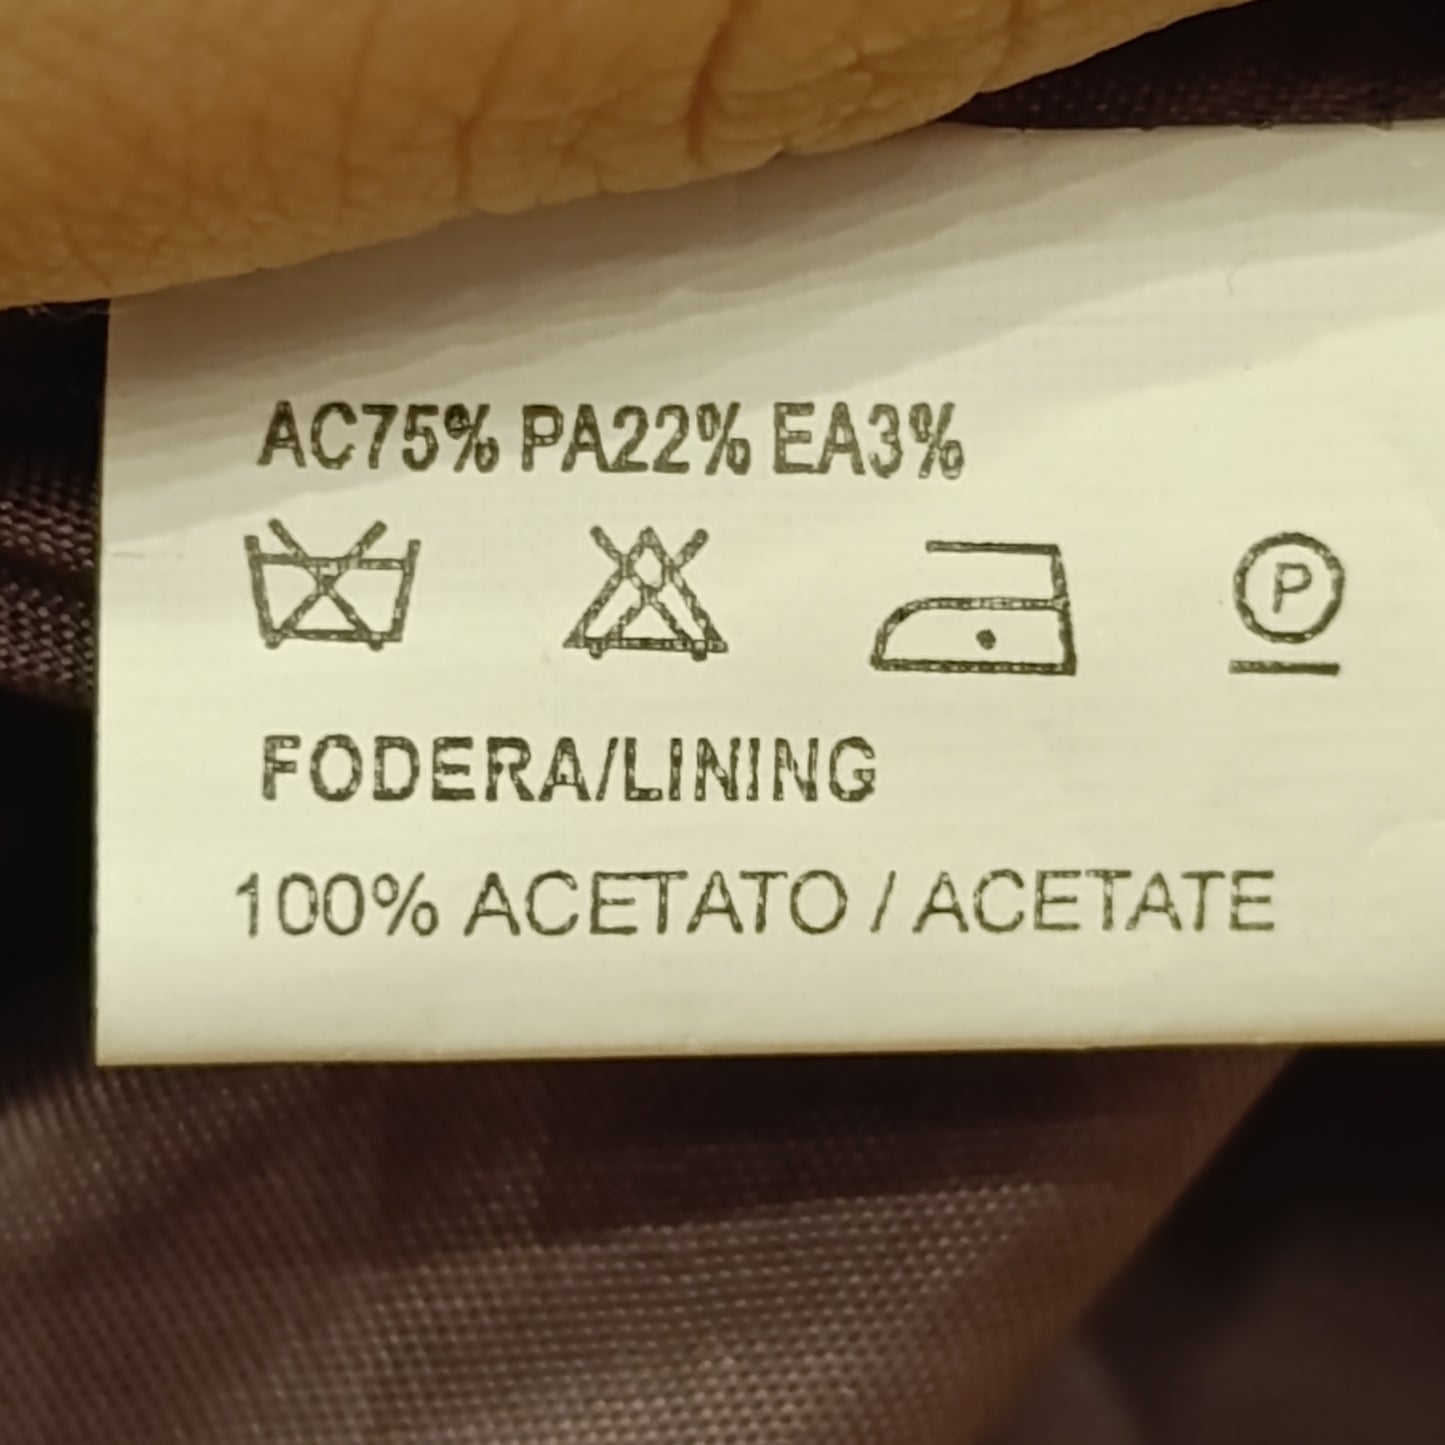 AC75% PA22% EA3%
P
FODERA/LINING
100% ACETATO / ACETATE